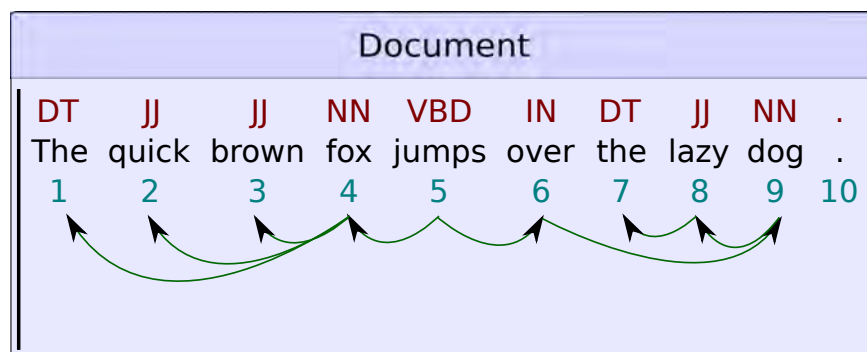 Document
DT JJ JJ NN VBD IN DT JJ NN .
The quick brown fox jumps over the lazy dog .
1 2 3 4 5 6 7 8 9 10